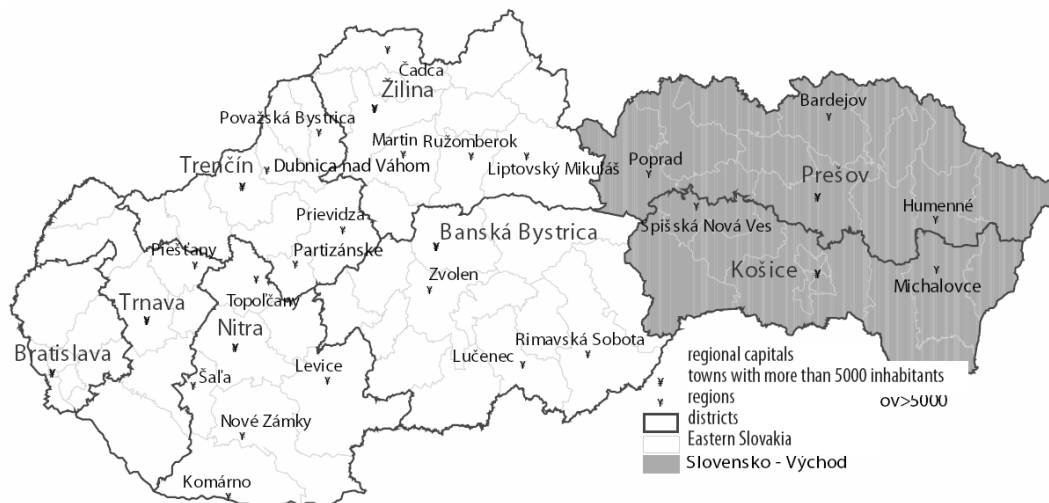 Čadca
Žilina
Bardejov
Považská Bystrica
Martin
Ružomberok
Poprad
Trenčín
Dubnica nad Váhom
Liptovský Mikuláš
Prešov
Prievidza
Humenné
Spišská Nová Ves
Banská Bystrica
Piešťany
Partizánske
Košice
Zvolen
Michalovce
Topoľčany
Trnava
Nitra
Rimavská Sobota
Bratislava
Lučenec
Levice
Šaľa
Nové Zámky
Komárno
regional capitals
towns with more than 5000 inhabitants
regions
ov>5000
districts
Eastern Slovakia
Slovensko - Východ